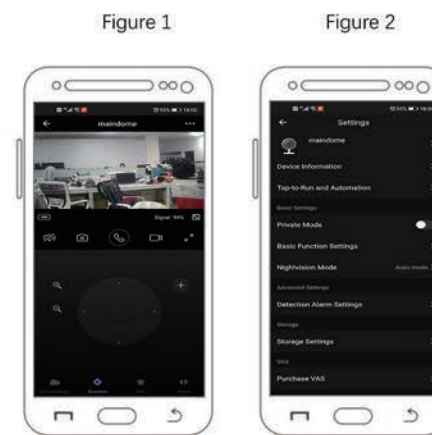 Figure 1
Figure 2
maindome
HD
Signal 94%
Direction
Settings
maindome
Device Information
Tap-to-Run and Automation
Basic Settings
Private Mode
Basic Function Settings
Nightvision Mode
Auto mode
Advanced Settings
Detection Alarm Settings
Storage
Storage Settings
VAS
Purchase VAS